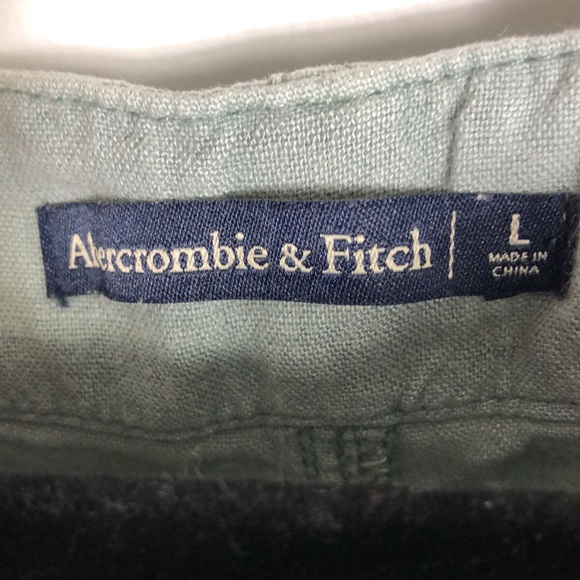 Abercrombie & Fitch
L
MADE IN
CHINA